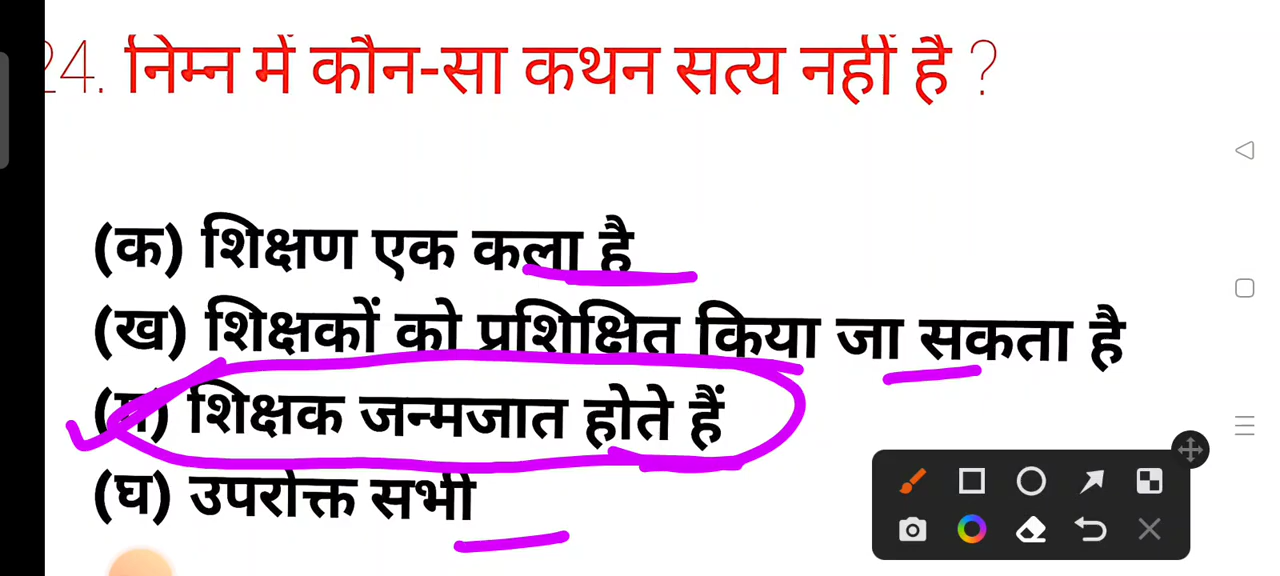 24. निम्न में कौन-सा कथन सत्य नहीं है ?
(क) शिक्षण एक कला है
(ख) शिक्षकों को प्रशिक्षित किया जा सकता है
(ग) शिक्षक जन्मजात होते हैं
(घ) उपरोक्त सभी